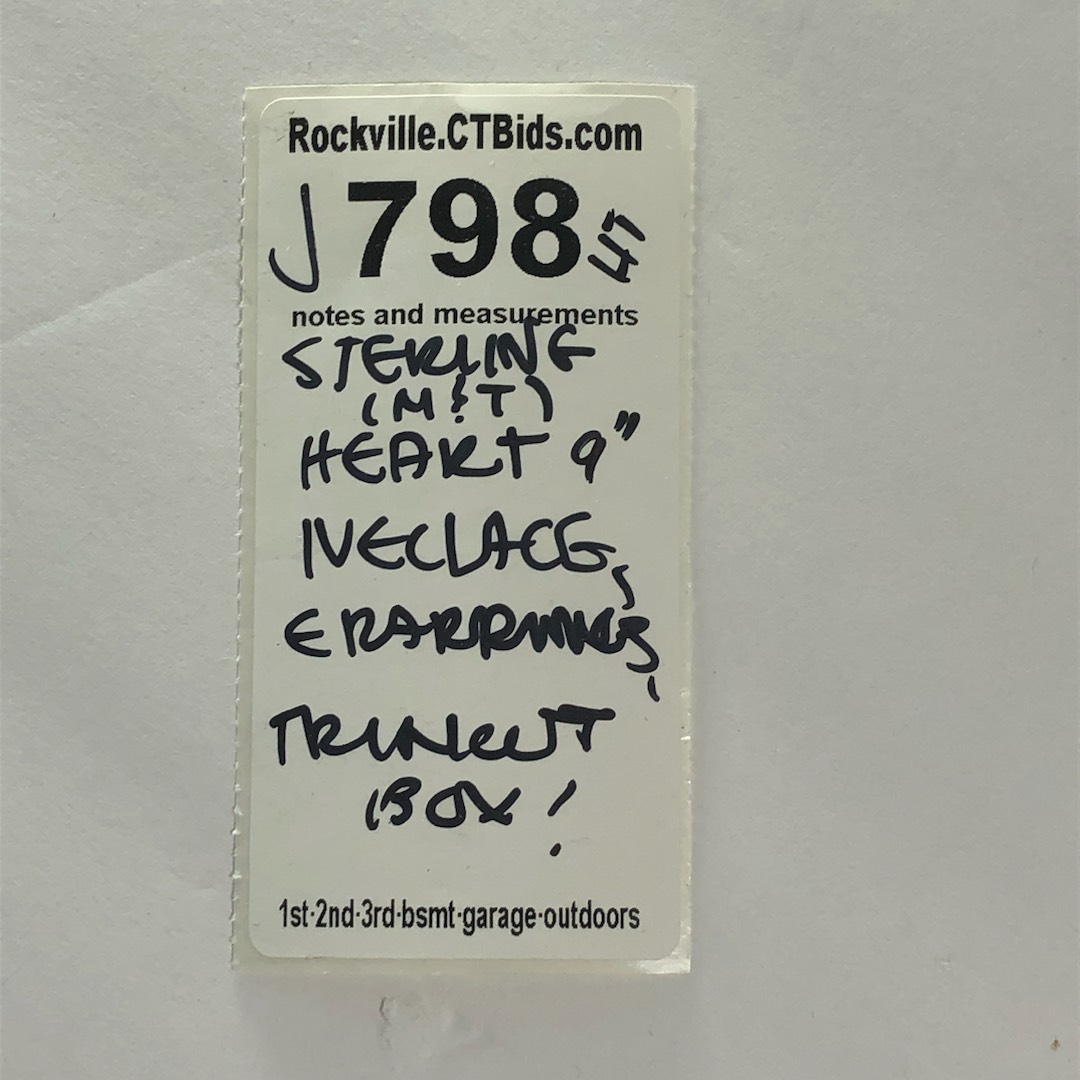 Rockville.CTBids.com
J798 HT
notes and measurements
STERLING
(M&T)
HEART 9"
NECLACE,
ERARRINGS,
TRINKET
BOX!
1st·2nd·3rd·bsmt·garage·outdoors